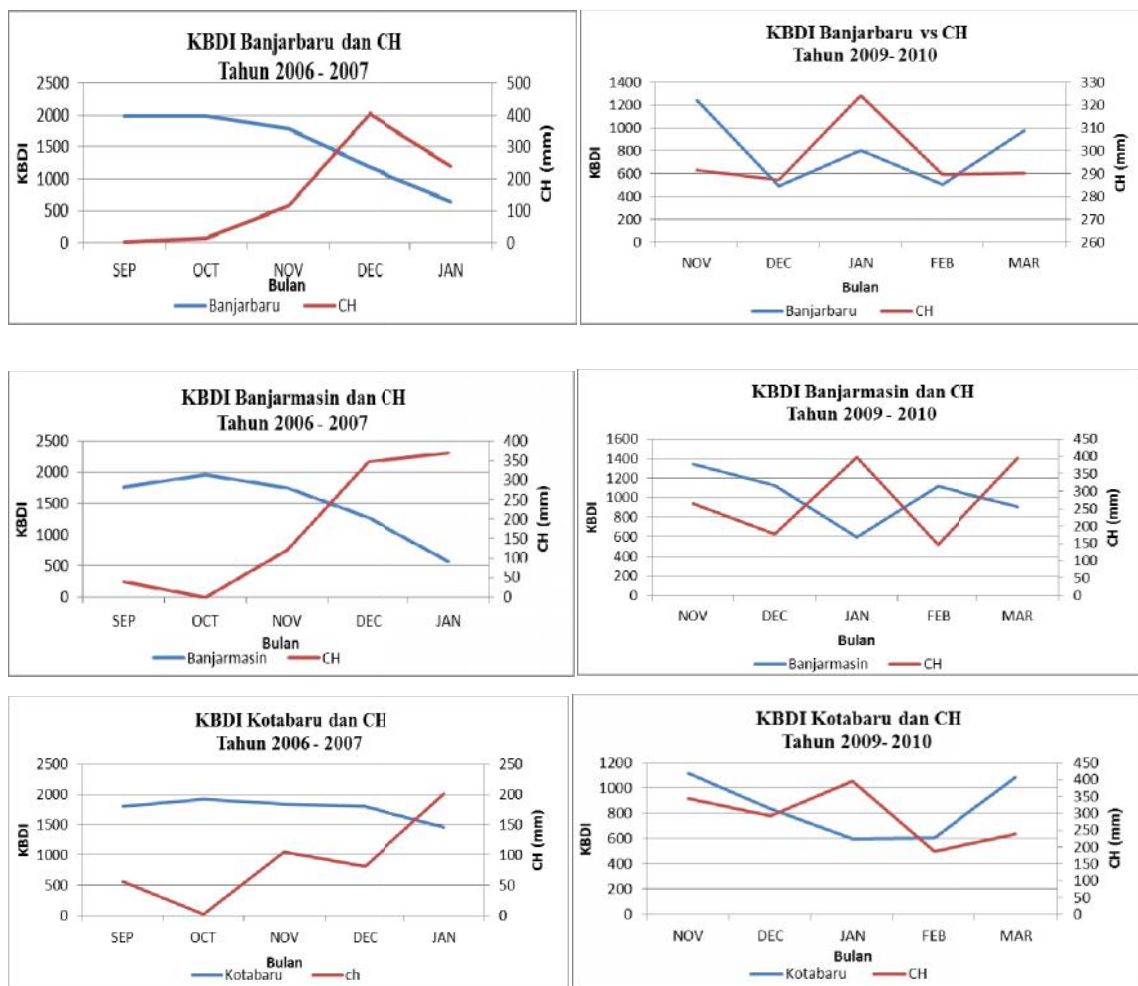 KBDI Banjarbaru dan CH
Tahun 2006 - 2007
2500
2000
1500
1000
500
0
KBDI
500
400
300
200
100
0
CH (mm)
SEP OCT NOV DEC JAN
Bulan
Banjarbaru CH
KBDI Banjarbaru vs CH
Tahun 2009- 2010
1400
1200
1000
800
600
400
200
0
KBDI
330
320
310
300
290
280
270
260
CH (mm)
NOV DEC JAN FEB MAR
Bulan
Banjarbaru CH
KBDI Banjarmasin dan CH
Tahun 2006 - 2007
2500
2000
1500
1000
500
0
KBDI
400
350
300
250
200
150
100
50
0
CH (mm)
SEP OCT NOV DEC JAN
Bulan
Banjarmasin CH
KBDI Banjarmasin dan CH
Tahun 2009 - 2010
1600
1400
1200
1000
800
600
400
200
0
KBDI
450
400
350
300
250
200
150
100
50
0
CH (mm)
NOV DEC JAN FEB MAR
Bulan
Banjarmasin CH
KBDI Kotabaru dan CH
Tahun 2006 - 2007
2500
2000
1500
1000
500
0
KBDI
250
200
150
100
50
0
CH (mm)
SEP OCT NOV DEC JAN
Bulan
Kotabaru ch
KBDI Kotabaru dan CH
Tahun 2009- 2010
1200
1000
800
600
400
200
0
KBDI
450
400
350
300
250
200
150
100
50
0
CH (mm)
NOV DEC JAN FEB MAR
Bulan
Kotabaru CH